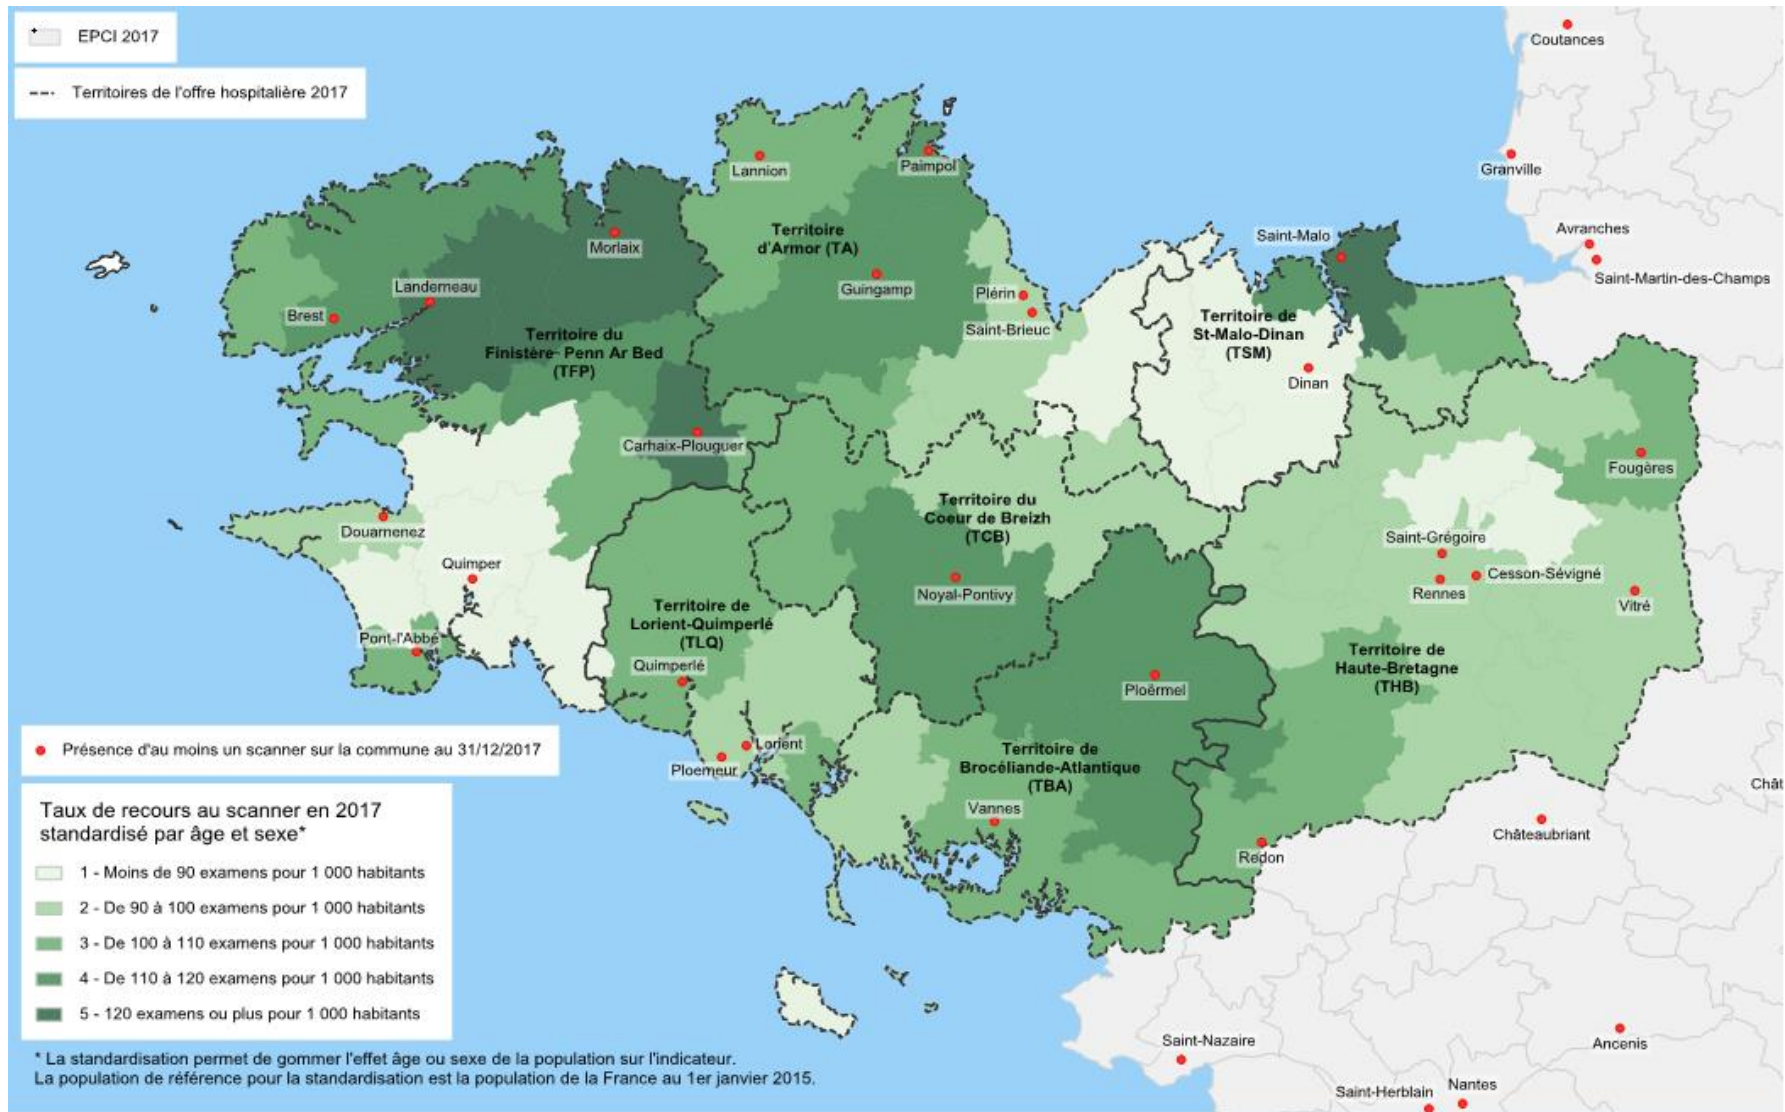 EPCI 2017
Territoires de l'offre hospitalière 2017
Coutances
Granville
Avranches
Saint-Martin-des-Champs
Lannion
Paimpol
Morlaix
Territoire
d'Armor (TA)
Saint-Malo
Landerneau
Guingamp
Plérin
Brest
Saint-Brieuc
Territoire de
St-Malo-Dinan
(TSM)
Territoire du
Finistère- Penn Ar Bed
(TFP)
Dinan
Carhaix-Plouguer
Fougères
Territoire du
Coeur de Breizh
(TCB)
Douarnenez
Saint-Grégoire
Quimper
Cesson-Sévigné
Rennes
Noyal-Pontivy
Vitré
Territoire de
Lorient-Quimperlé
(TLQ)
Pont-l'Abbé
Quimperlé
Territoire de
Haute-Bretagne
(THB)
Ploërmel
Présence d'au moins un scanner sur la commune au 31/12/2017
Lorient
Ploemeur
Territoire de
Brocéliande-Atlantique
(TBA)
Chât
Vannes
Châteaubriant
Redon
Taux de recours au scanner en 2017
standardisé par âge et sexe*
1 - Moins de 90 examens pour 1 000 habitants
2 - De 90 à 100 examens pour 1 000 habitants
3 - De 100 à 110 examens pour 1 000 habitants
4 - De 110 à 120 examens pour 1 000 habitants
5 - 120 examens ou plus pour 1 000 habitants
* La standardisation permet de gommer l'effet âge ou sexe de la population sur l'indicateur.
La population de référence pour la standardisation est la population de la France au 1er janvier 2015.
Saint-Nazaire
Ancenis
Saint-Herblain
Nantes